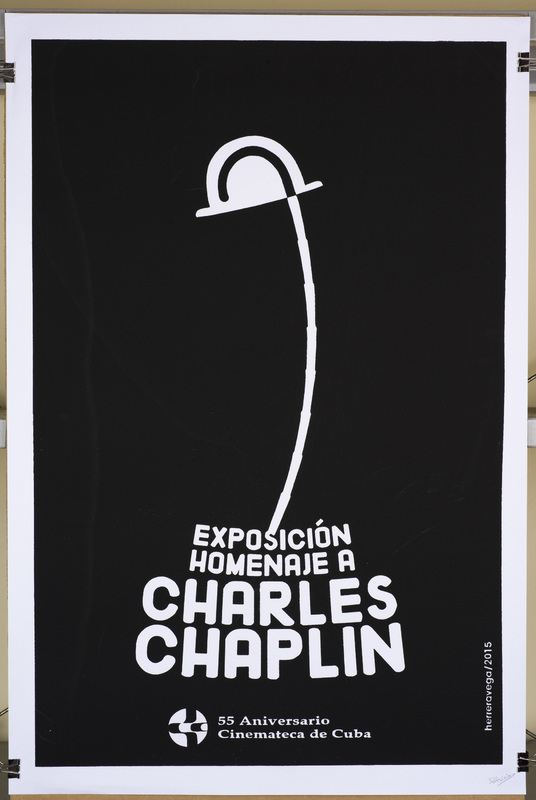 EXPOSICIÓN
HOMENAJE A
CHARLES
CHAPLIN
55 Aniversario
Cinemateca de Cuba
herreravega/2015